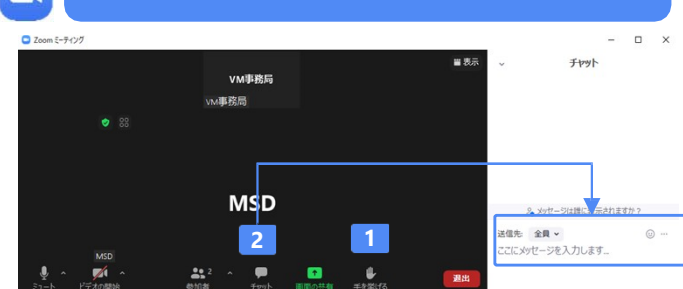 Zoom ミーティング
表示
チャット
VM事務局
VM事務局
メッセージは誰に表示されますか？
MSD
送信先: 全員
2
1
ここにメッセージを入力します...
MSD
2
ミュート
ビデオの開始
参加者
チャット
画面の共有
手を挙げる
退出